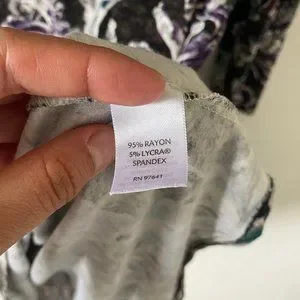 95% RAYON
5% LYCRA®
SPANDEX
RN 97641